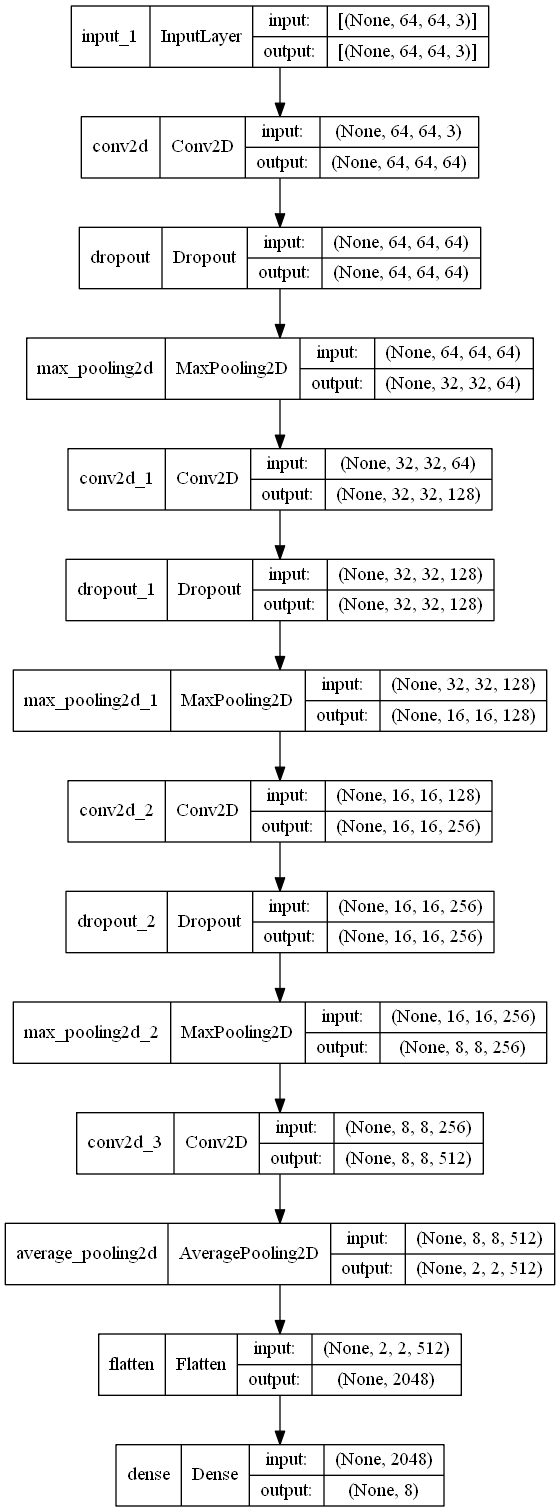 input_1 InputLayer input: [(None, 64, 64, 3)]
output: [(None, 64, 64, 3)]
conv2d Conv2D input: (None, 64, 64, 3)
output: (None, 64, 64, 64)
dropout Dropout input: (None, 64, 64, 64)
output: (None, 64, 64, 64)
max_pooling2d MaxPooling2D input: (None, 64, 64, 64)
output: (None, 32, 32, 64)
conv2d_1 Conv2D input: (None, 32, 32, 64)
output: (None, 32, 32, 128)
dropout_1 Dropout input: (None, 32, 32, 128)
output: (None, 32, 32, 128)
max_pooling2d_1 MaxPooling2D input: (None, 32, 32, 128)
output: (None, 16, 16, 128)
conv2d_2 Conv2D input: (None, 16, 16, 128)
output: (None, 16, 16, 256)
dropout_2 Dropout input: (None, 16, 16, 256)
output: (None, 16, 16, 256)
max_pooling2d_2 MaxPooling2D input: (None, 16, 16, 256)
output: (None, 8, 8, 256)
conv2d_3 Conv2D input: (None, 8, 8, 256)
output: (None, 8, 8, 512)
average_pooling2d AveragePooling2D input: (None, 8, 8, 512)
output: (None, 2, 2, 512)
flatten Flatten input: (None, 2, 2, 512)
output: (None, 2048)
dense Dense input: (None, 2048)
output: (None, 8)